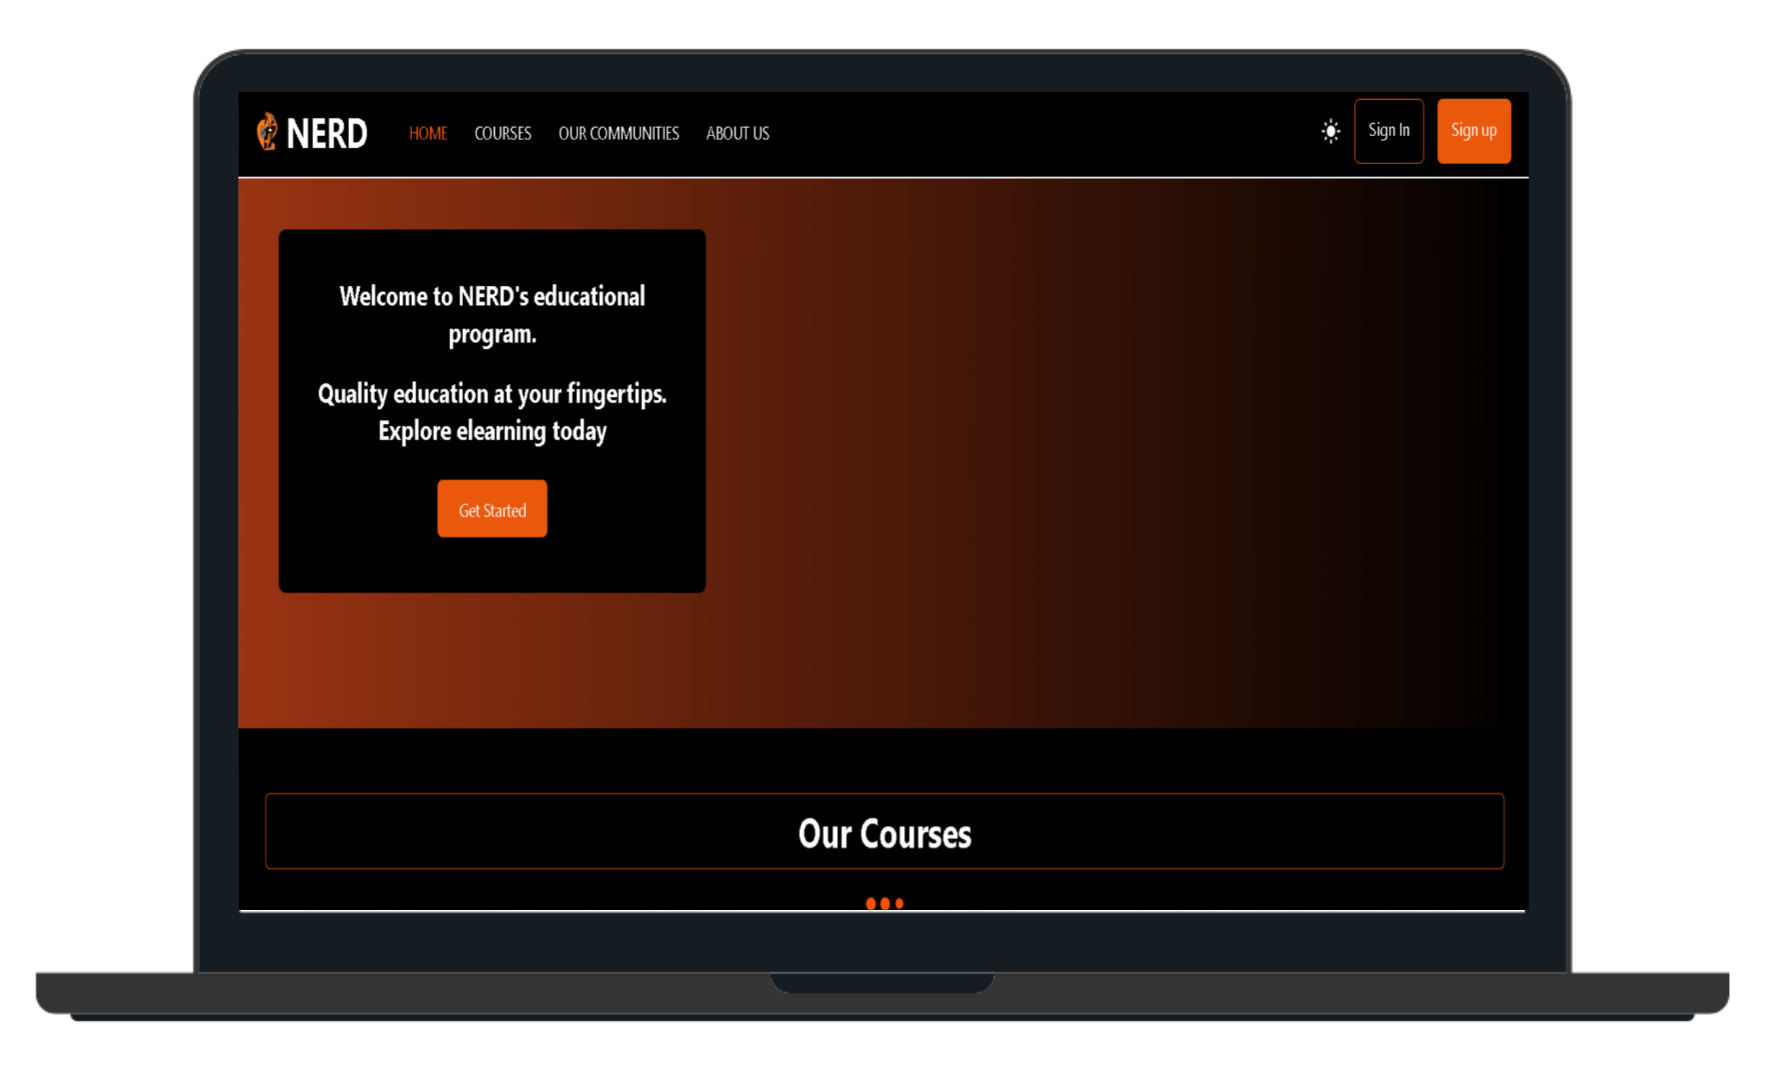 NERD
HOME
COURSES
OUR COMMUNITIES
ABOUT US
Sign In
Sign up
Welcome to NERD's educational
program.
Quality education at your fingertips.
Explore elearning today
Get Started
Our Courses